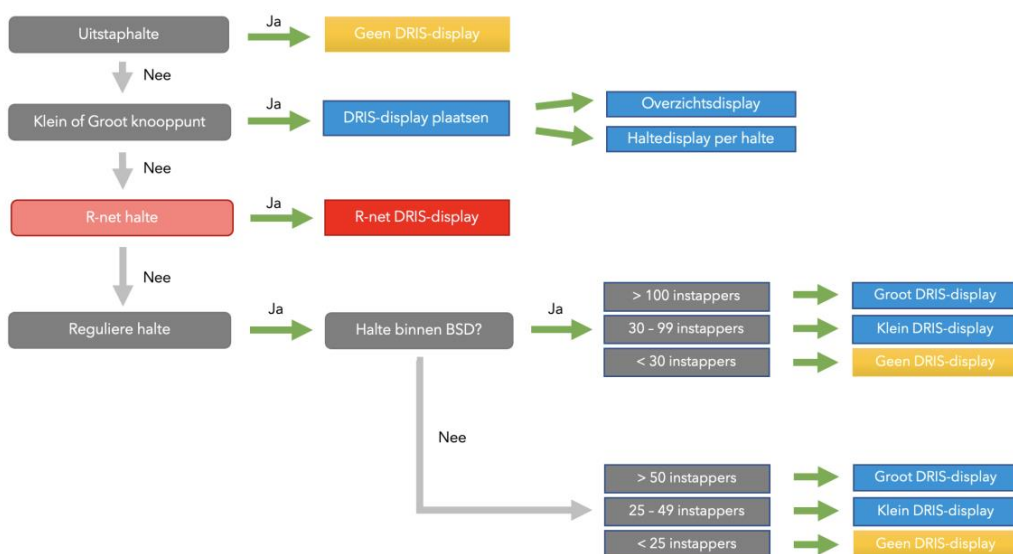 Uitstaphalte
Ja
Geen DRIS-display
Nee
Klein of Groot knooppunt
Ja
DRIS-display plaatsen
Overzichtsdisplay
Haltedisplay per halte
Nee
R-net halte
Ja
R-net DRIS-display
Nee
Reguliere halte
Ja
Halte binnen BSD?
Ja
> 100 instappers
Groot DRIS-display
30 – 99 instappers
Klein DRIS-display
< 30 instappers
Geen DRIS-display
Nee
> 50 instappers
Groot DRIS-display
25 – 49 instappers
Klein DRIS-display
< 25 instappers
Geen DRIS-display